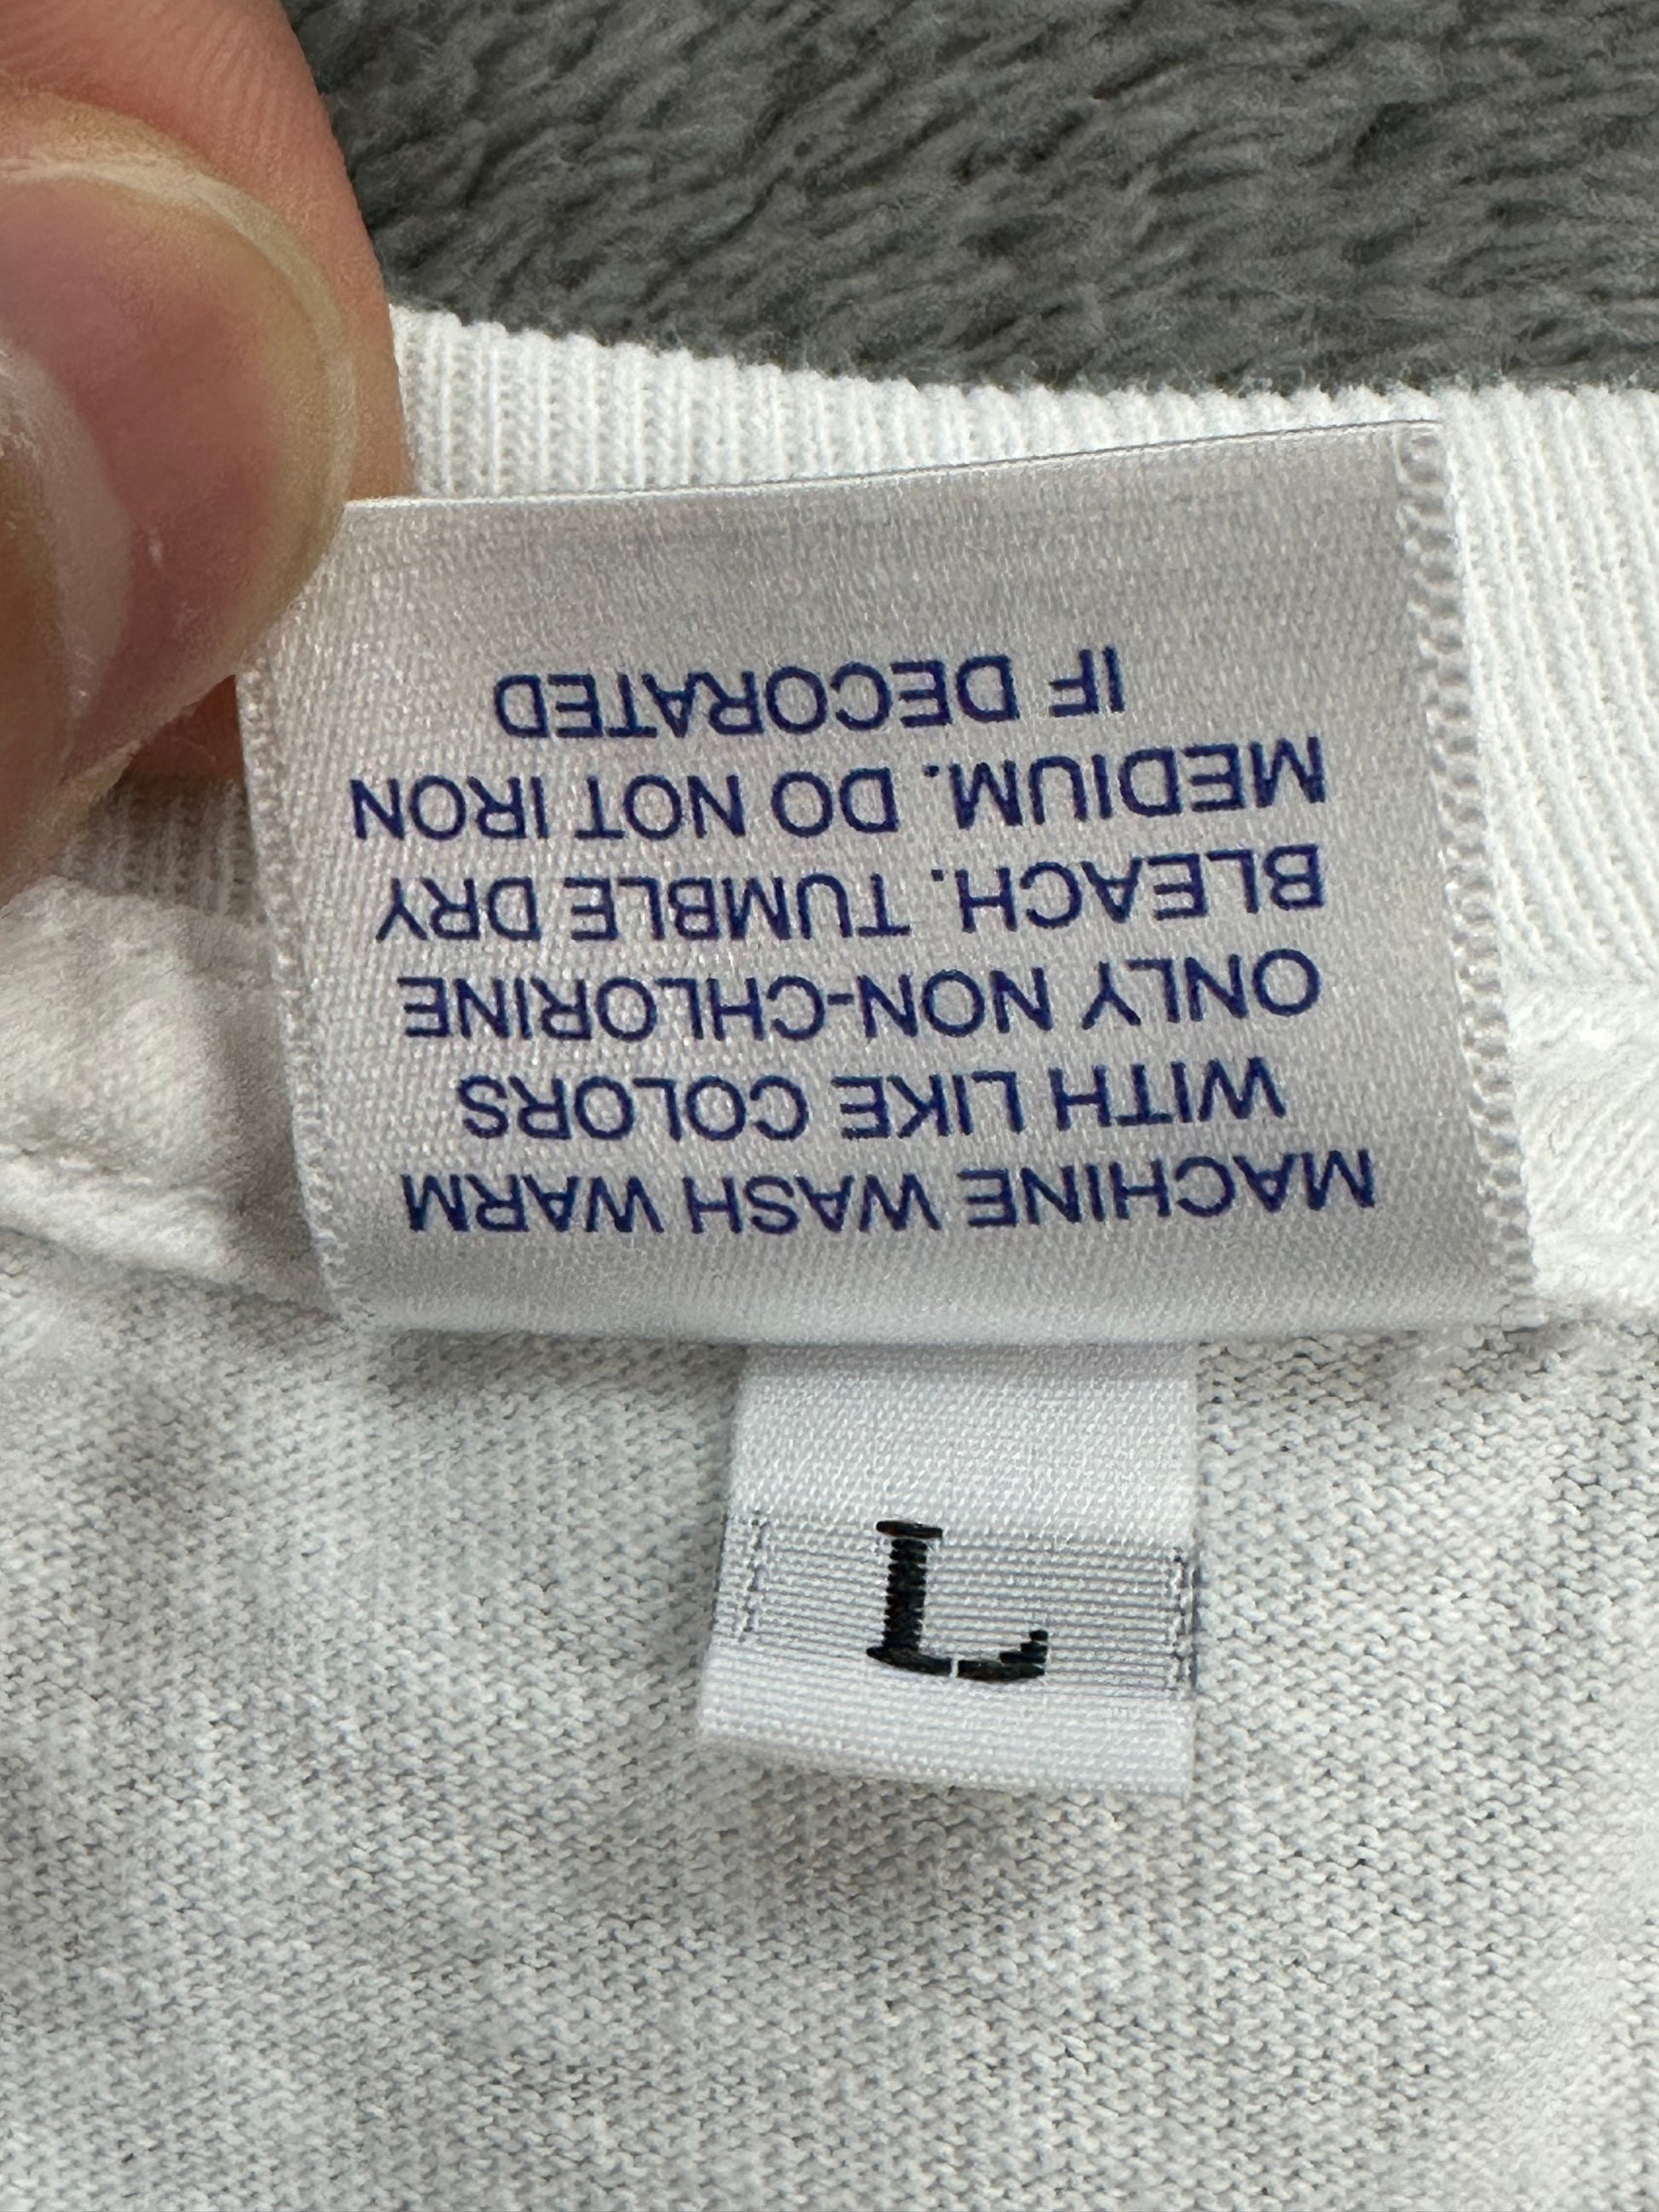 MACHINE WASH WARM
WITH LIKE COLORS
ONLY NON-CHLORINE
BLEACH. TUMBLE DRY
MEDIUM. DO NOT IRON
IF DECORATED
L